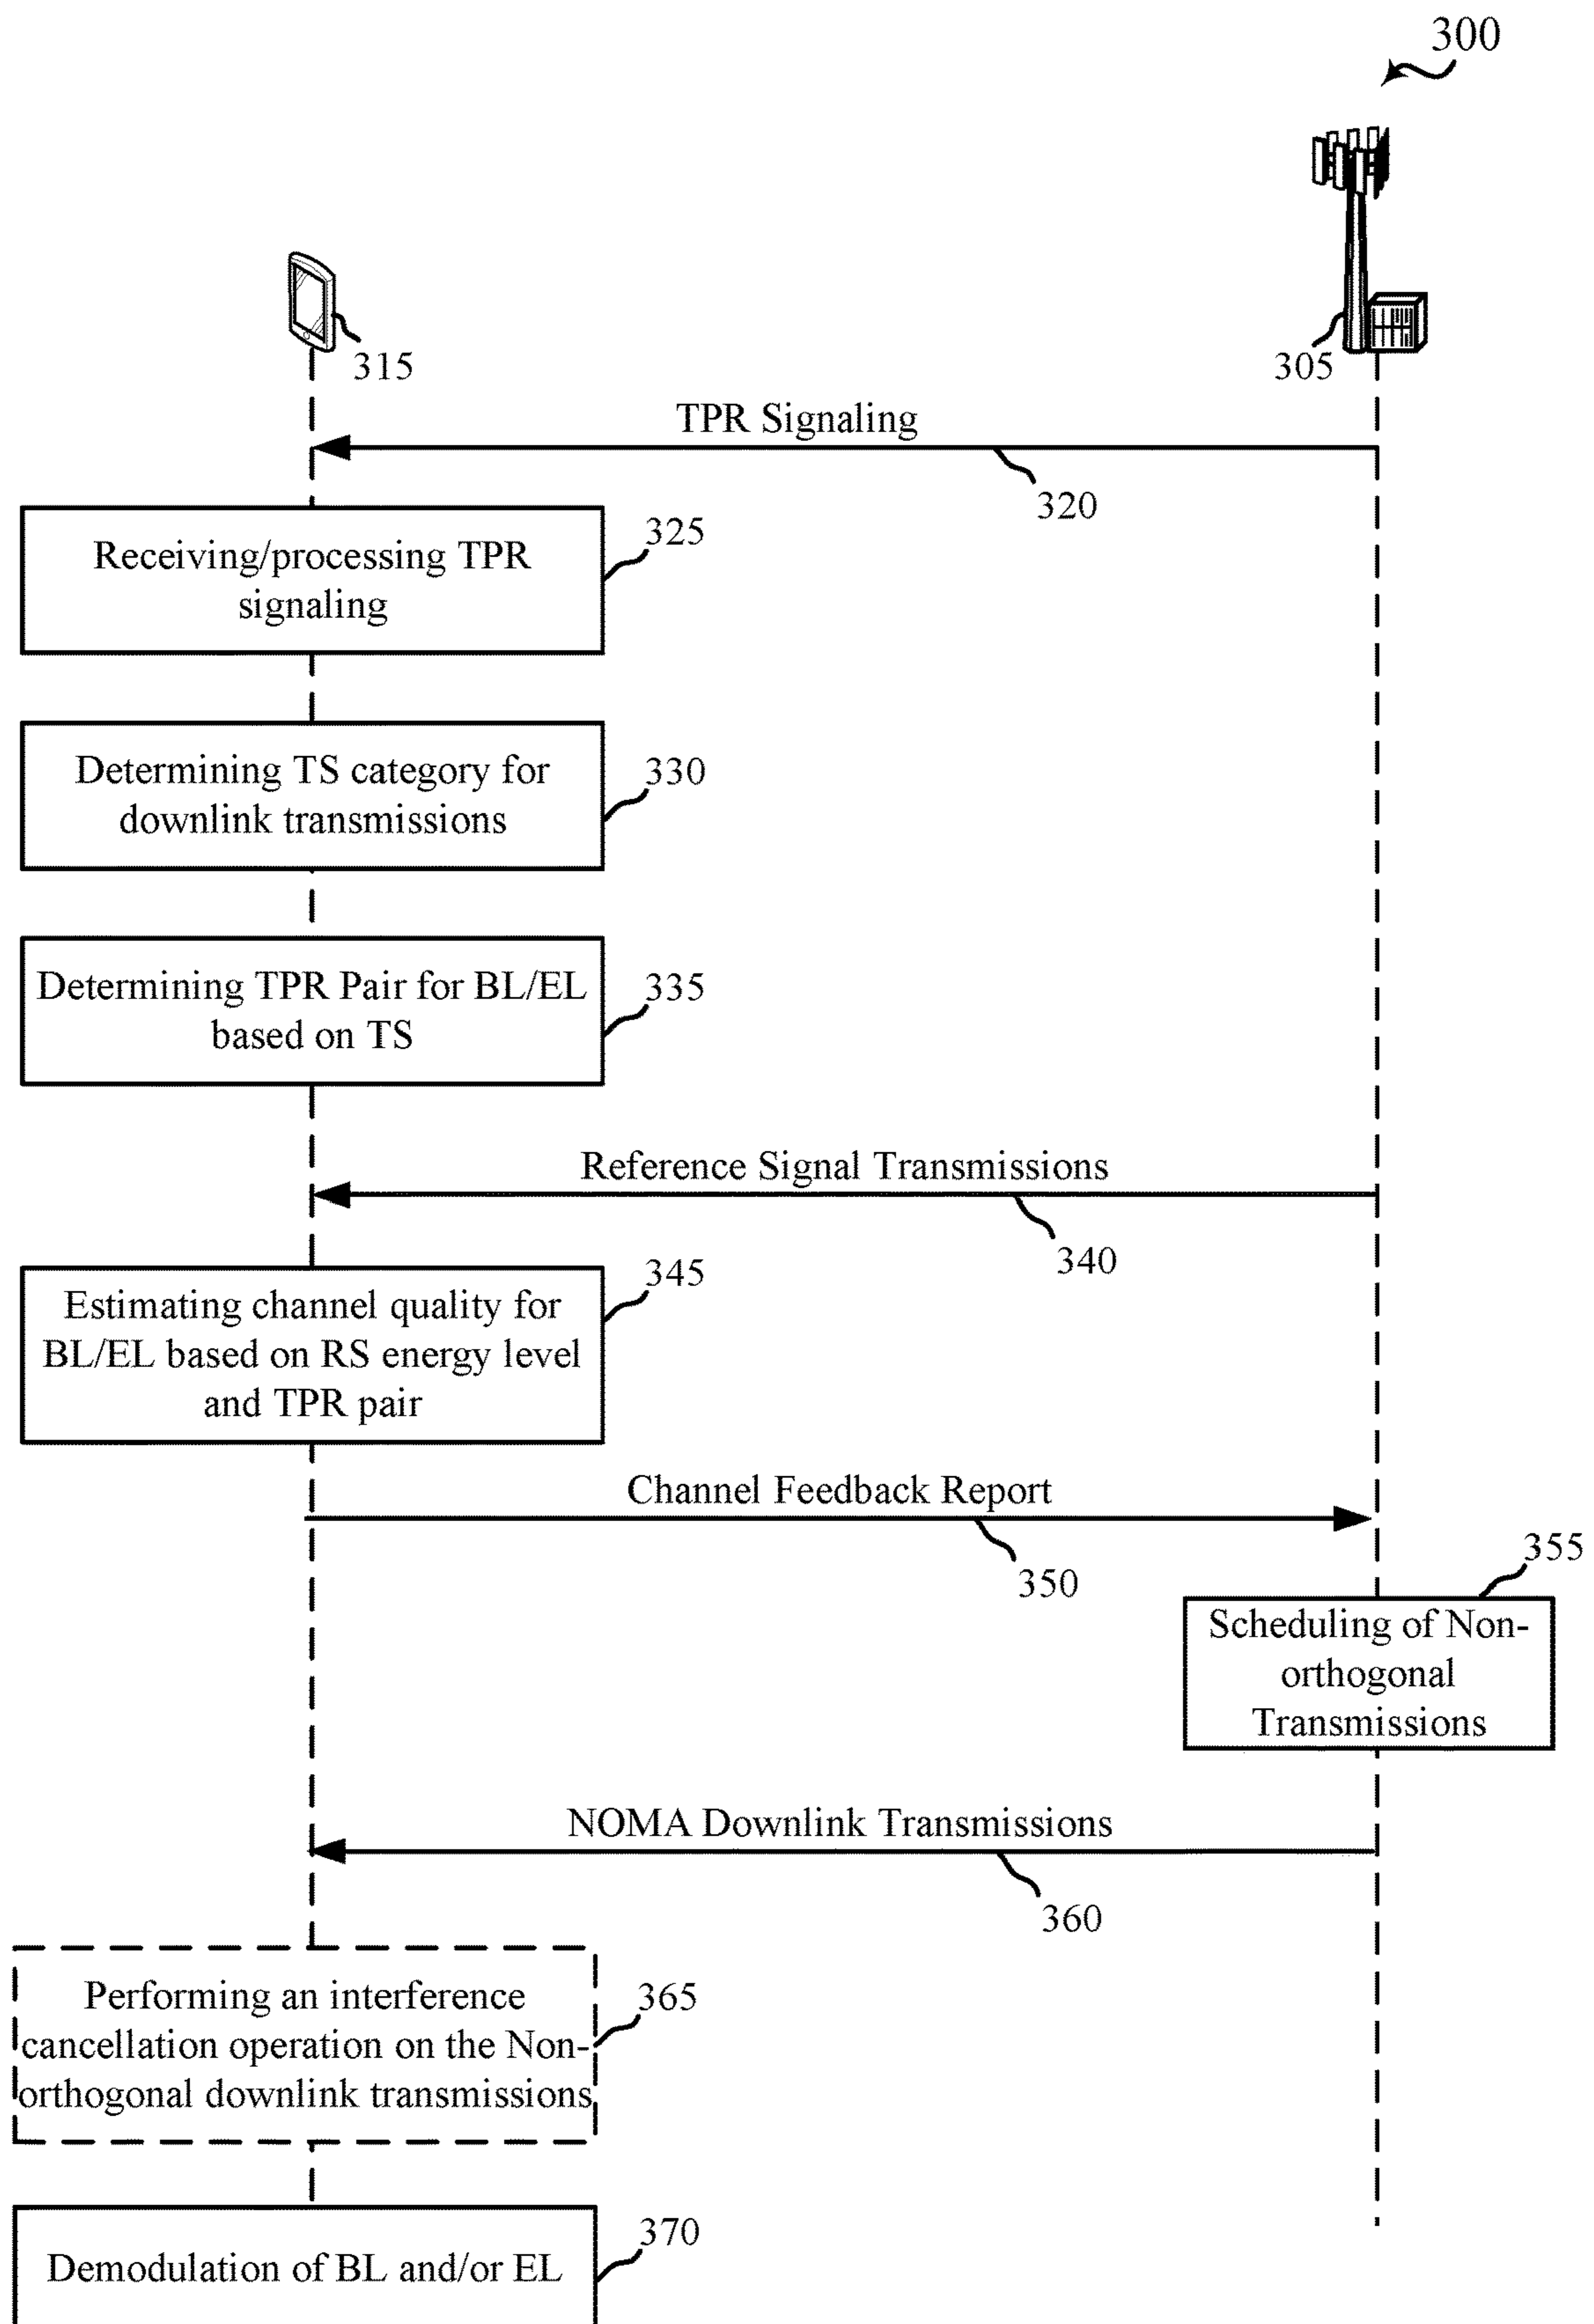 300
315
305
TPR Signaling
320
325
Receiving/processing TPR
signaling
330
Determining TS category for
downlink transmissions
335
Determining TPR Pair for BL/EL
based on TS
Reference Signal Transmissions
340
345
Estimating channel quality for
BL/EL based on RS energy level
and TPR pair
Channel Feedback Report
350
355
Scheduling of Non-
orthogonal
Transmissions
NOMA Downlink Transmissions
360
365
Performing an interference
cancellation operation on the Non-
orthogonal downlink transmissions
370
Demodulation of BL and/or EL